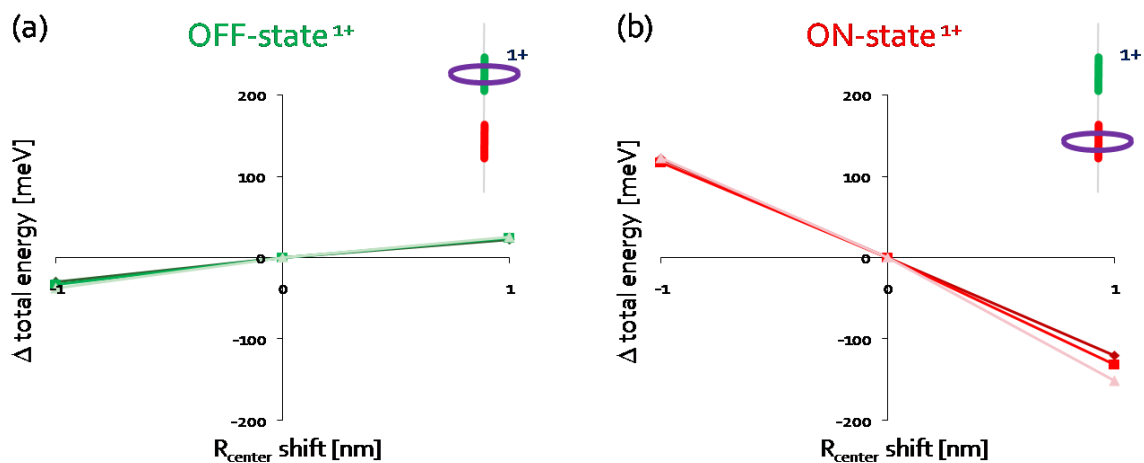 (a)
OFF-state 1+
1+
200
100
0
-1
0
1
-100
-200
Δ total energy [meV]
Rcenter shift [nm]
(b)
ON-state 1+
1+
200
100
0
-1
0
1
-100
-200
Δ total energy [meV]
Rcenter shift [nm]